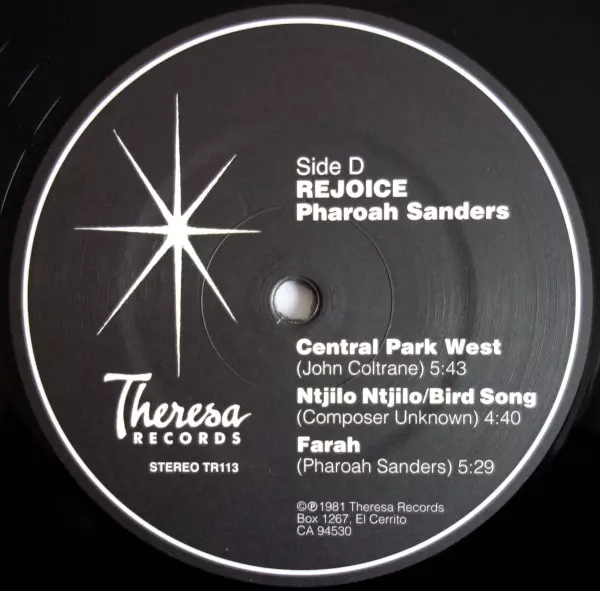 Side D
REJOICE
Pharoah Sanders
Central Park West
(John Coltrane) 5:43
Ntjilo Ntjilo/Bird Song
(Composer Unknown) 4:40
Farah
(Pharoah Sanders) 5:29
Theresa
RECORDS
STEREO TR113
©℗1981 Theresa Records
Box 1267, El Cerrito
CA 94530